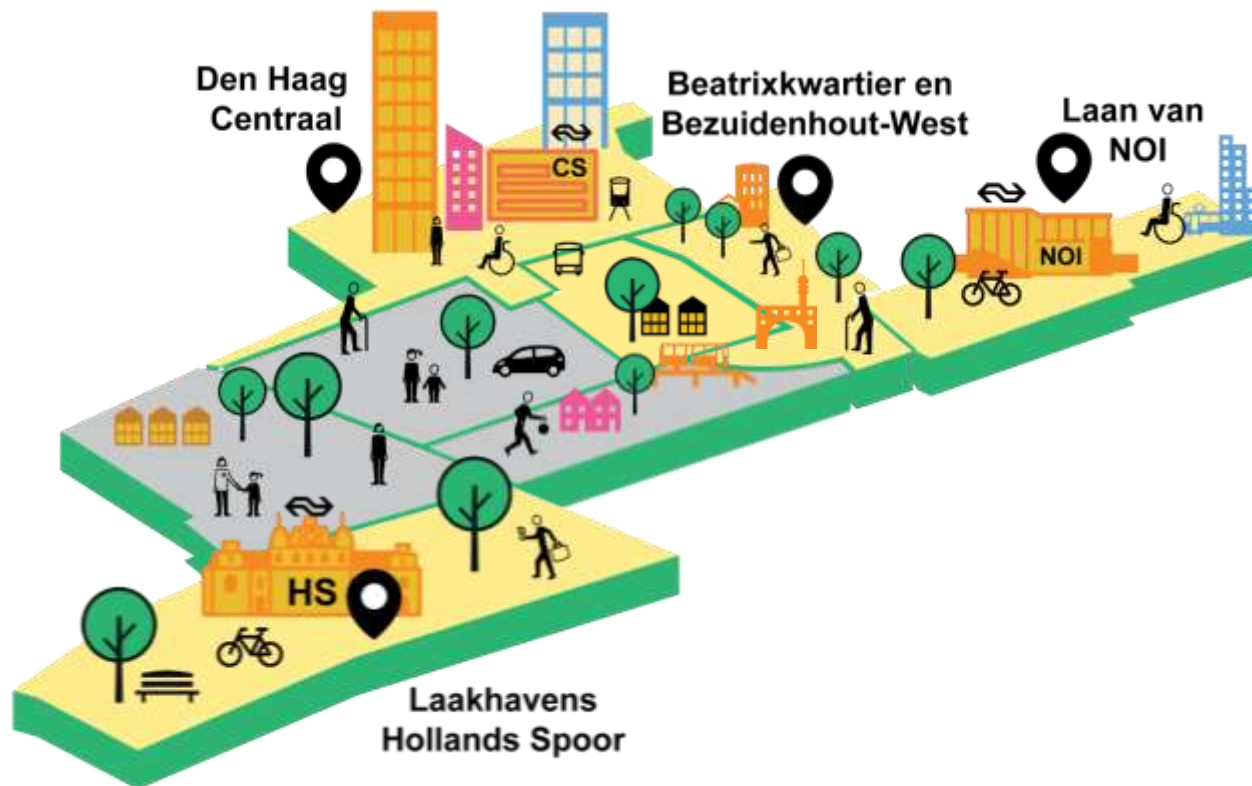 Den Haag
Centraal
Beatrixkwartier en
Bezuidenhout-West
Laan van
NOI
CS
NOI
HS
Laakhavens
Hollands Spoor